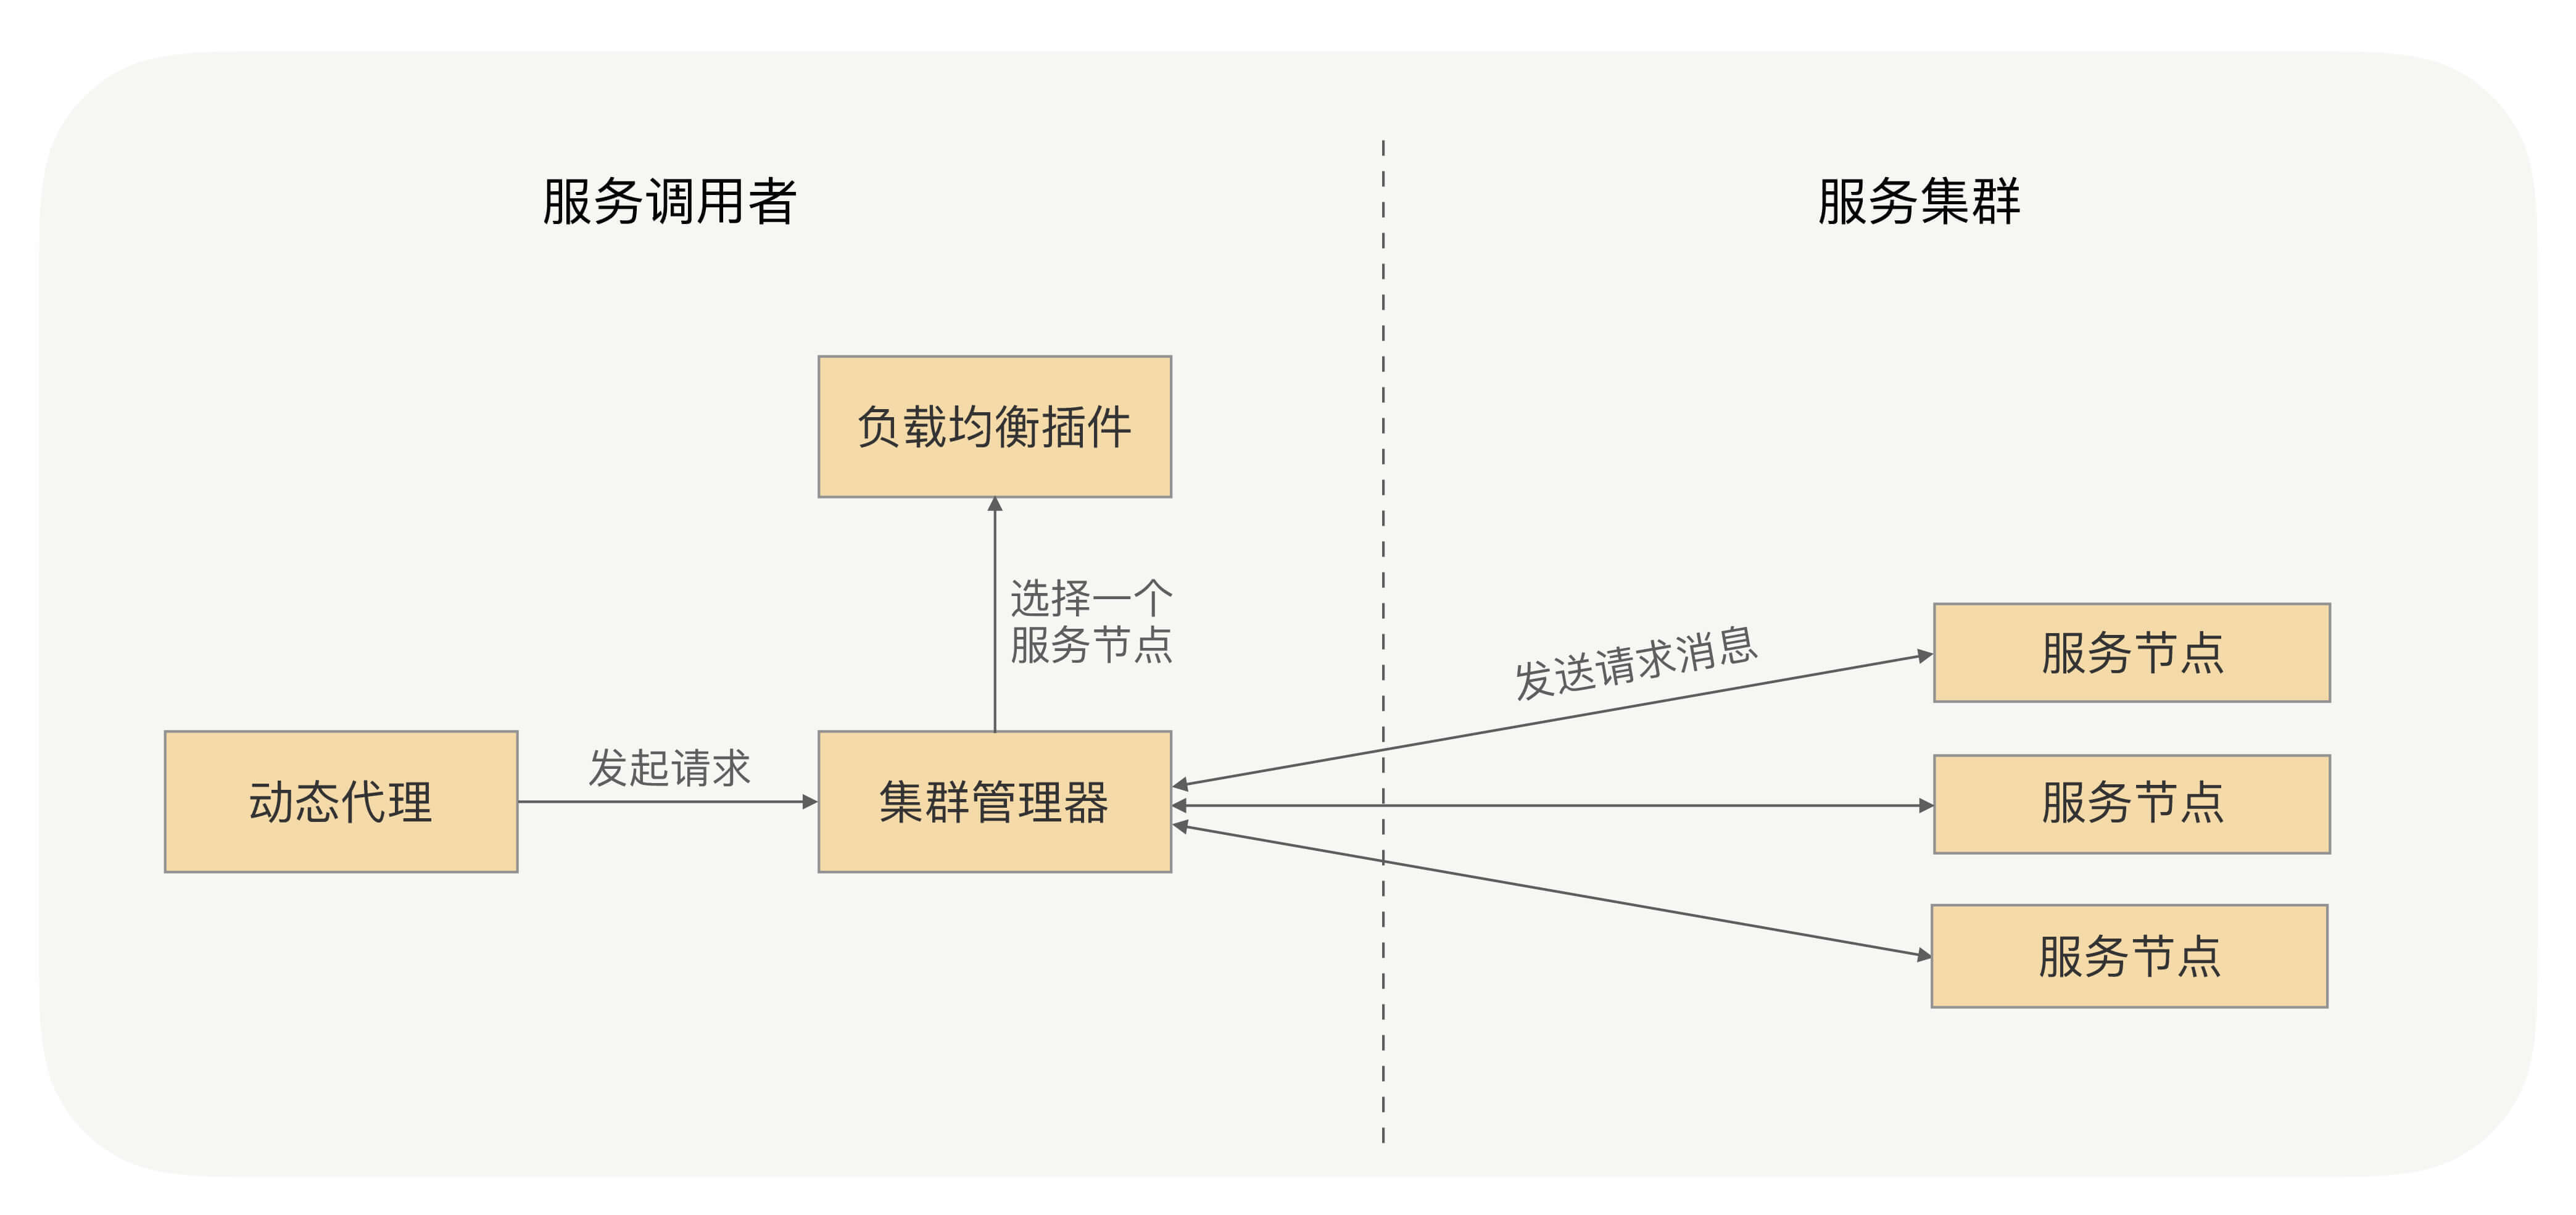 服务调用者
服务集群
负载均衡插件
选择一个
服务节点
发送请求消息
服务节点
动态代理
发起请求
集群管理器
服务节点
服务节点